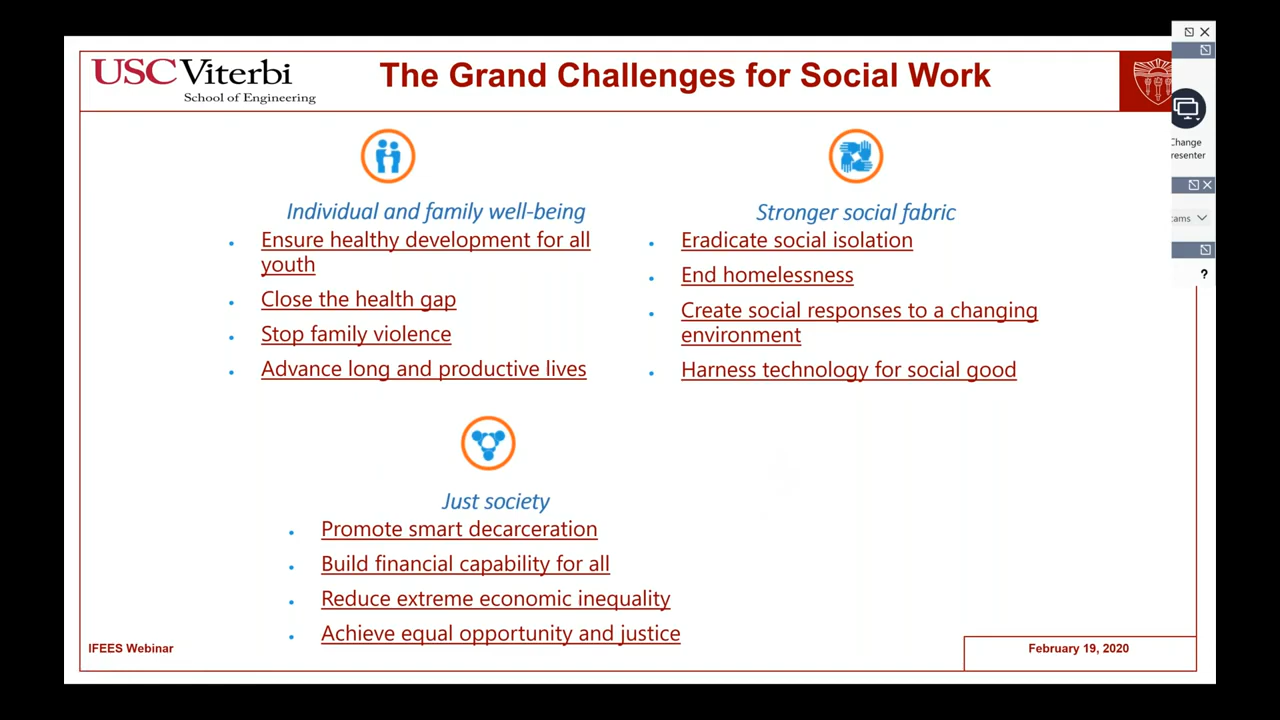 USC Viterbi
School of Engineering
The Grand Challenges for Social Work
Change
resenter
Individual and family well-being
Ensure healthy development for all
youth
Close the health gap
Stop family violence
Advance long and productive lives
Stronger social fabric
Eradicate social isolation
End homelessness
Create social responses to a changing
environment
Harness technology for social good
ams
?
Just society
Promote smart decarceration
Build financial capability for all
Reduce extreme economic inequality
Achieve equal opportunity and justice
IFEES Webinar
February 19, 2020